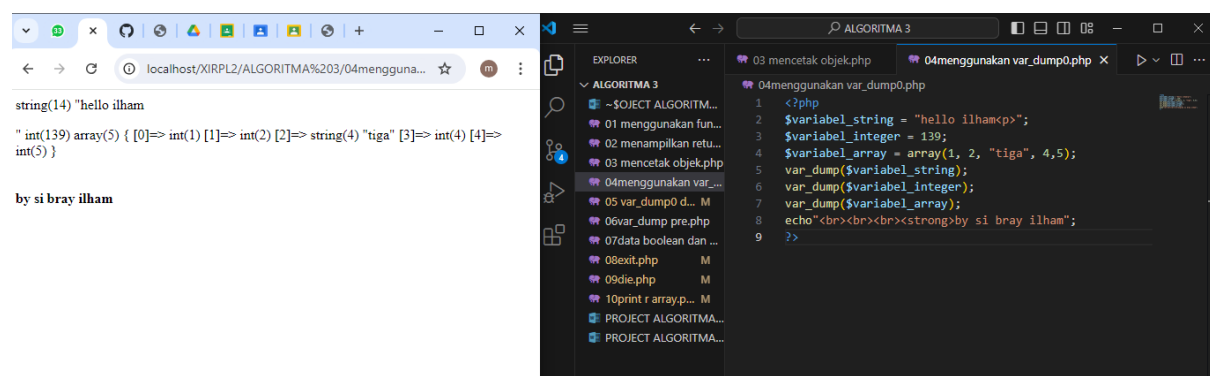 33
localhost/XIRPL2/ALGORITMA%203/04mengguna...
m
string(14) "hello ilham
" int(139) array(5) { [0]=> int(1) [1]=> int(2) [2]=> string(4) "tiga" [3]=> int(4) [4]=>
int(5) }
by si bray ilham
ALGORITMA 3
EXPLORER
ALGORITMA 3
~$OJECT ALGORITM...
01 menggunakan fun...
02 menampilkan retu...
03 mencetak objek.php
04menggunakan var_...
05 var_dump0 d... M
06var_dump pre.php
07data boolean dan ...
08exit.php M
09die.php M
10print r array.p... M
PROJECT ALGORITMA...
PROJECT ALGORITMA...
4
03 mencetak objek.php
04menggunakan var_dump0.php
04menggunakan var_dump0.php
1 <?php
2 $variabel_string = "hello ilham<p>";
3 $variabel_integer = 139;
4 $variabel_array = array(1, 2, "tiga", 4,5);
5 var_dump($variabel_string);
6 var_dump($variabel_integer);
7 var_dump($variabel_array);
8 echo"<br><br><br><strong>by si bray ilham";
9 ?>